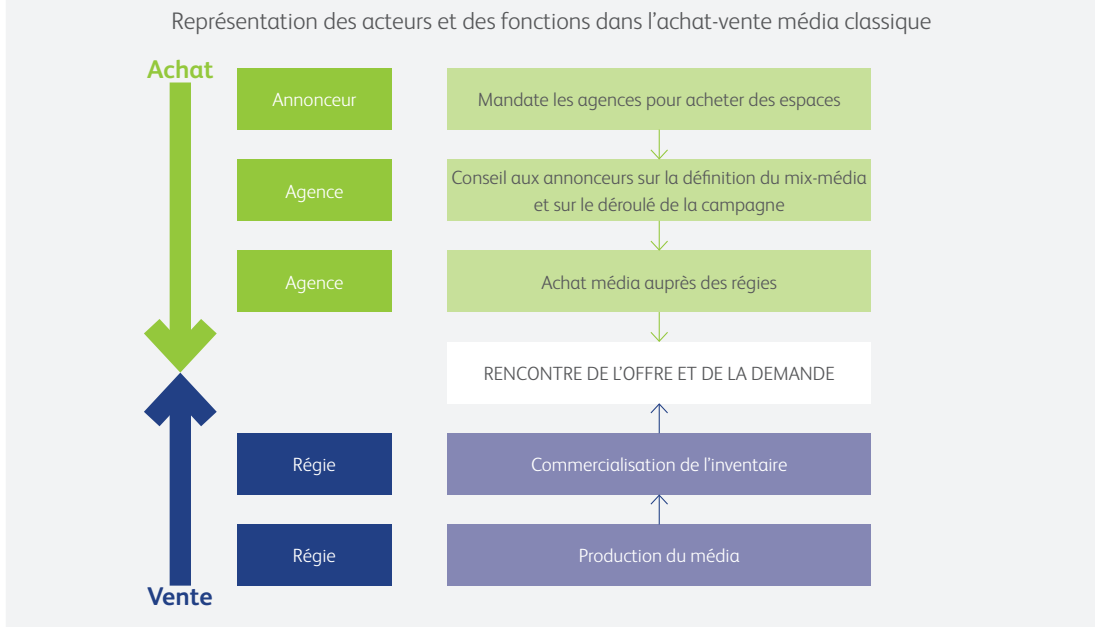 Représentation des acteurs et des fonctions dans l'achat-vente média classique
Achat
Annonceur
Mandate les agences pour acheter des espaces
Agence
Conseil aux annonceurs sur la définition du mix-média
et sur le déroulé de la campagne
Agence
Achat média auprès des régies
RENCONTRE DE L'OFFRE ET DE LA DEMANDE
Régie
Commercialisation de l'inventaire
Régie
Production du média
Vente